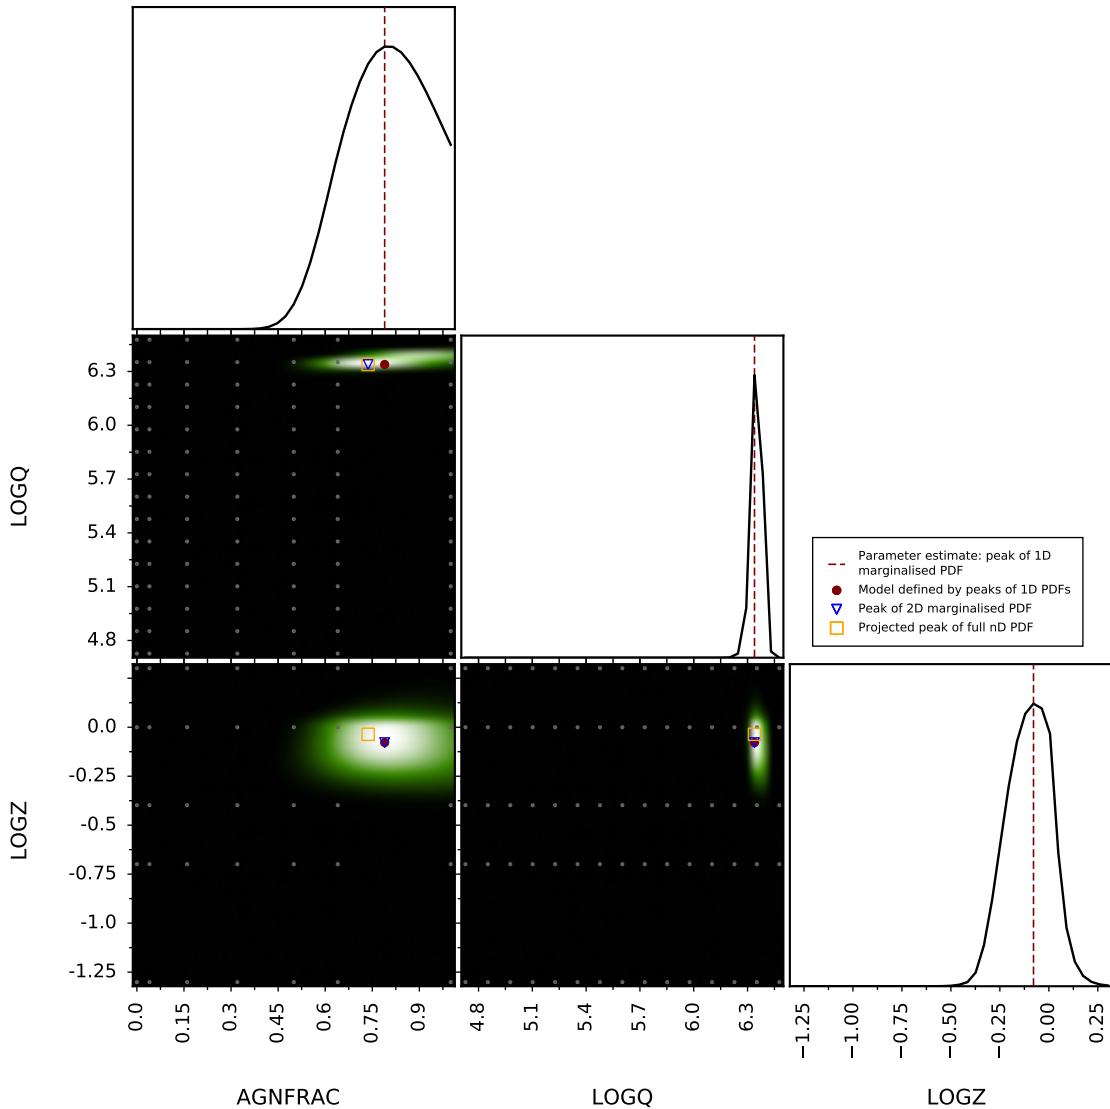 LOGQ
6.3
6.0
5.7
5.4
5.1
4.8
Parameter estimate: peak of 1D
marginalised PDF
Model defined by peaks of 1D PDFs
Peak of 2D marginalised PDF
Projected peak of full nD PDF
LOGZ
0.0
-0.25
-0.5
-0.75
-1.0
-1.25
0.0 0.15 0.3 0.45 0.6 0.75 0.9
4.8 5.1 5.4 5.7 6.0 6.3
−1.25 −1.00 −0.75 −0.50 −0.25 0.00 0.25
AGNFRAC LOGQ LOGZ